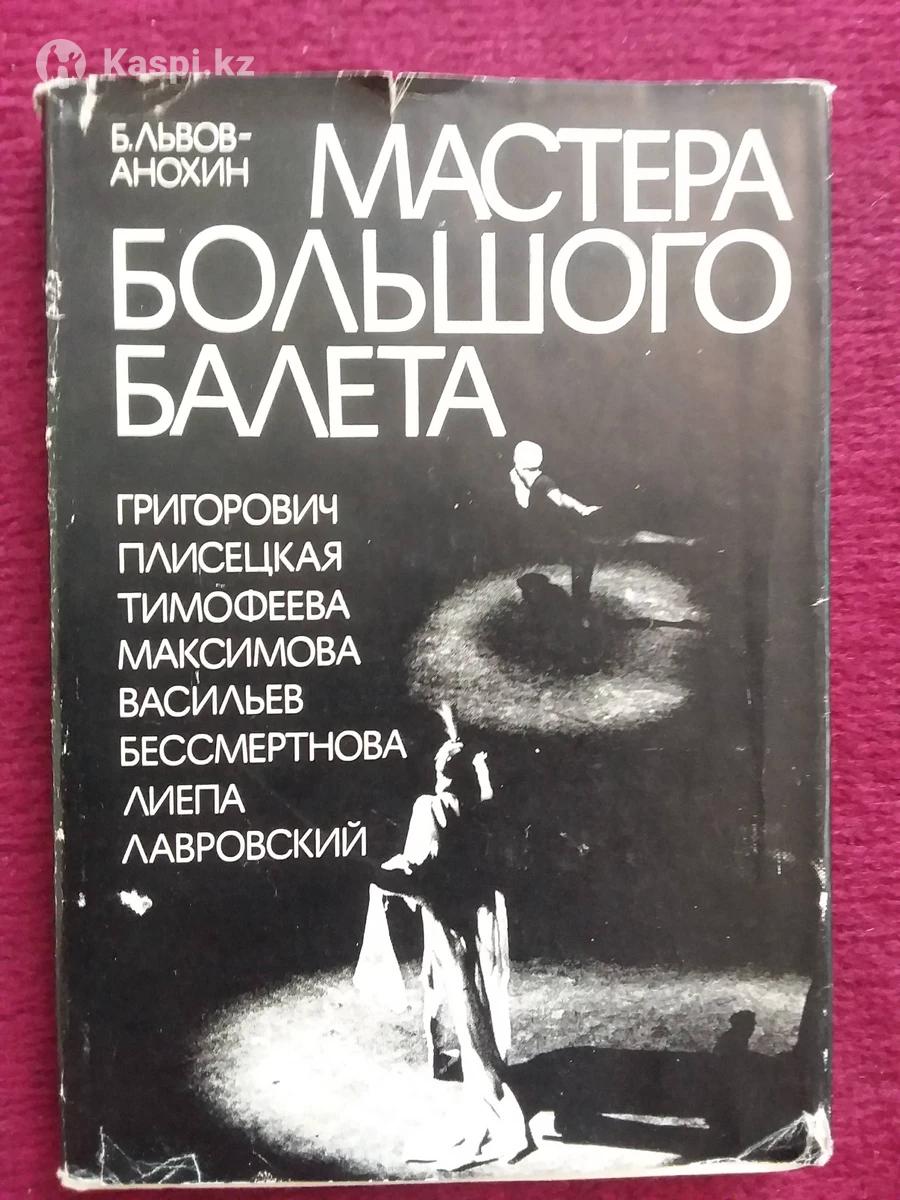 Kaspi.kz
Б.ЛЬВОВ-
АНОХИН
МАСТЕРА
БОЛЬШОГО
БАЛЕТА
ГРИГОРОВИЧ
ПЛИСЕЦКАЯ
ТИМОФЕЕВА
МАКСИМОВА
ВАСИЛЬЕВ
БЕССМЕРТНОВА
ЛИЕПА
ЛАВРОВСКИЙ